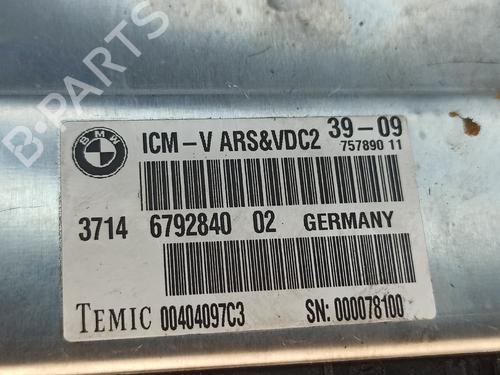 B-Parts
BMW
ICM-V ARS&VDC2 39-09
757890 11
3714 6792840 02 GERMANY
TEMIC 00404097C3 SN: 000078100